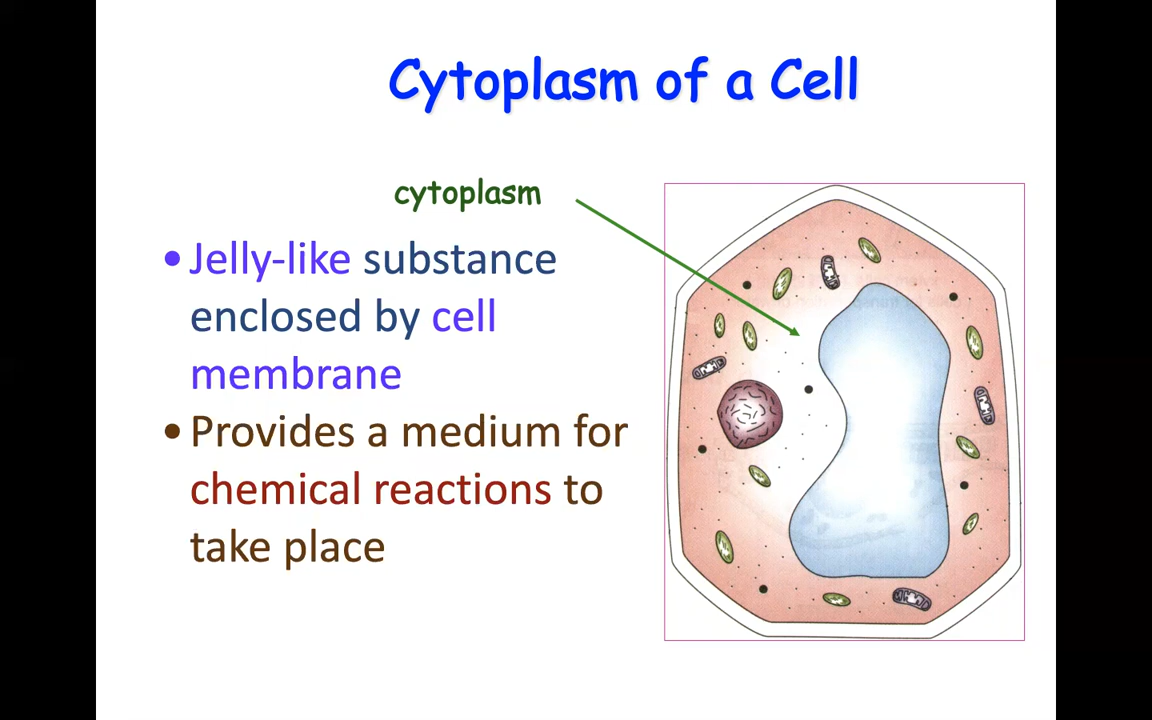 Cytoplasm of a Cell
cytoplasm
•Jelly-like substance
enclosed by cell
membrane
•Provides a medium for
chemical reactions to
take place